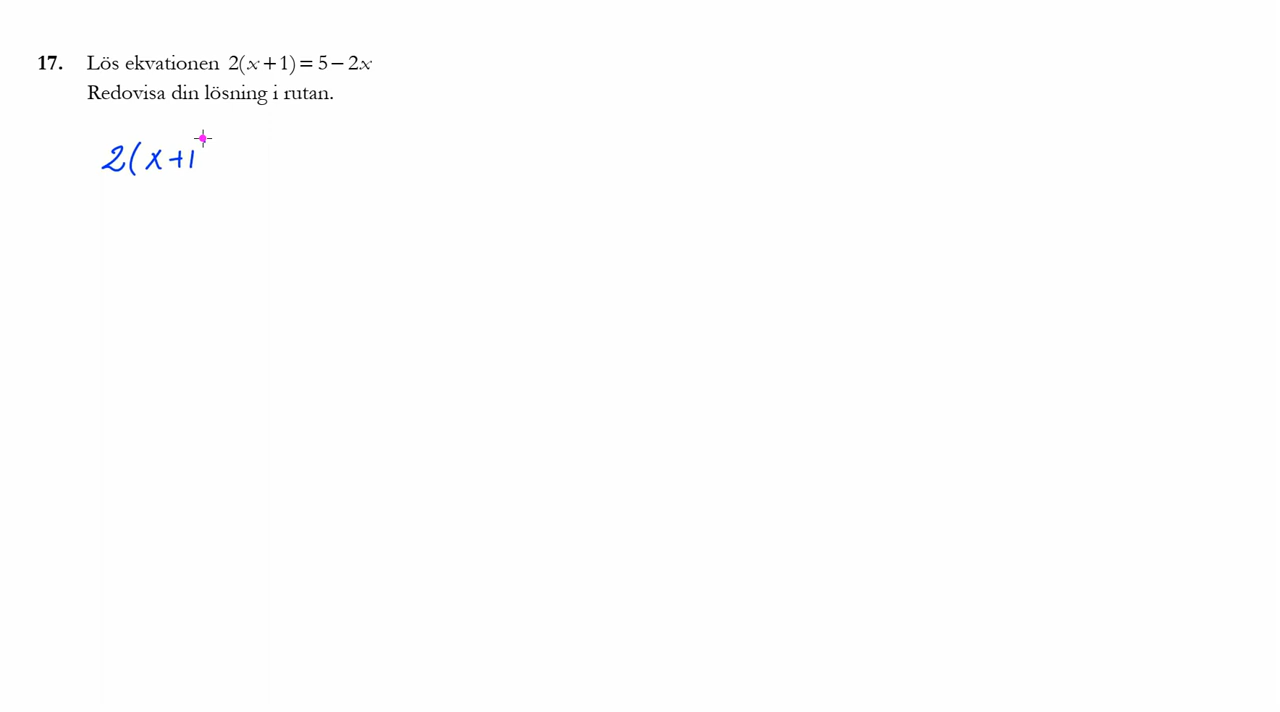 17. Lös ekvationen 2(x+1)=5−2x
Redovisa din lösning i rutan.
2(x+1